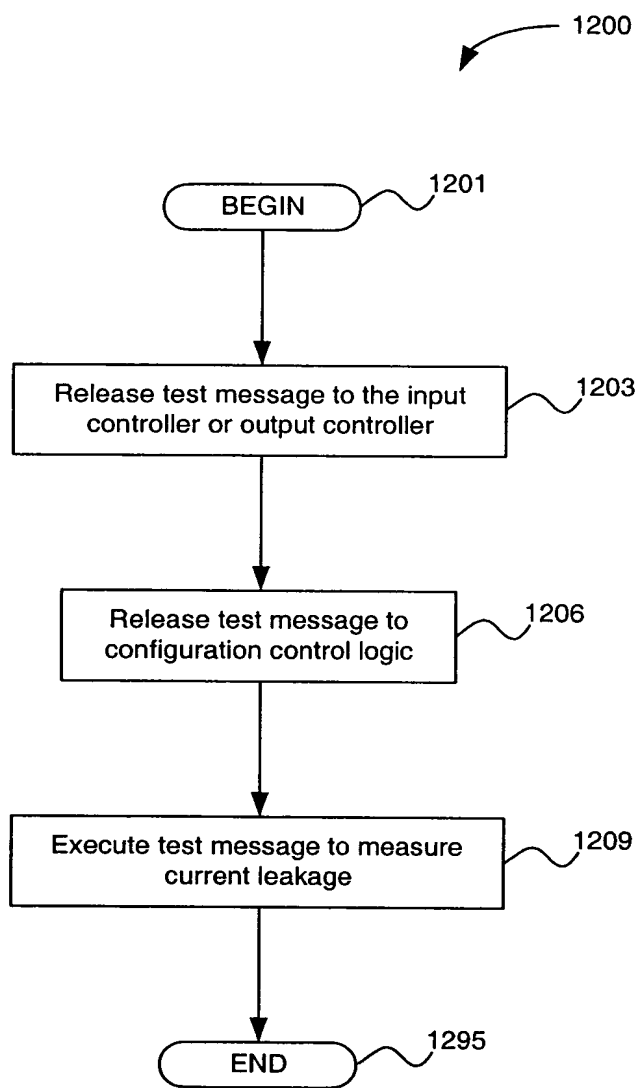 1200
BEGIN
1201
Release test message to the input
controller or output controller
1203
Release test message to
configuration control logic
1206
Execute test message to measure
current leakage
1209
END
1295